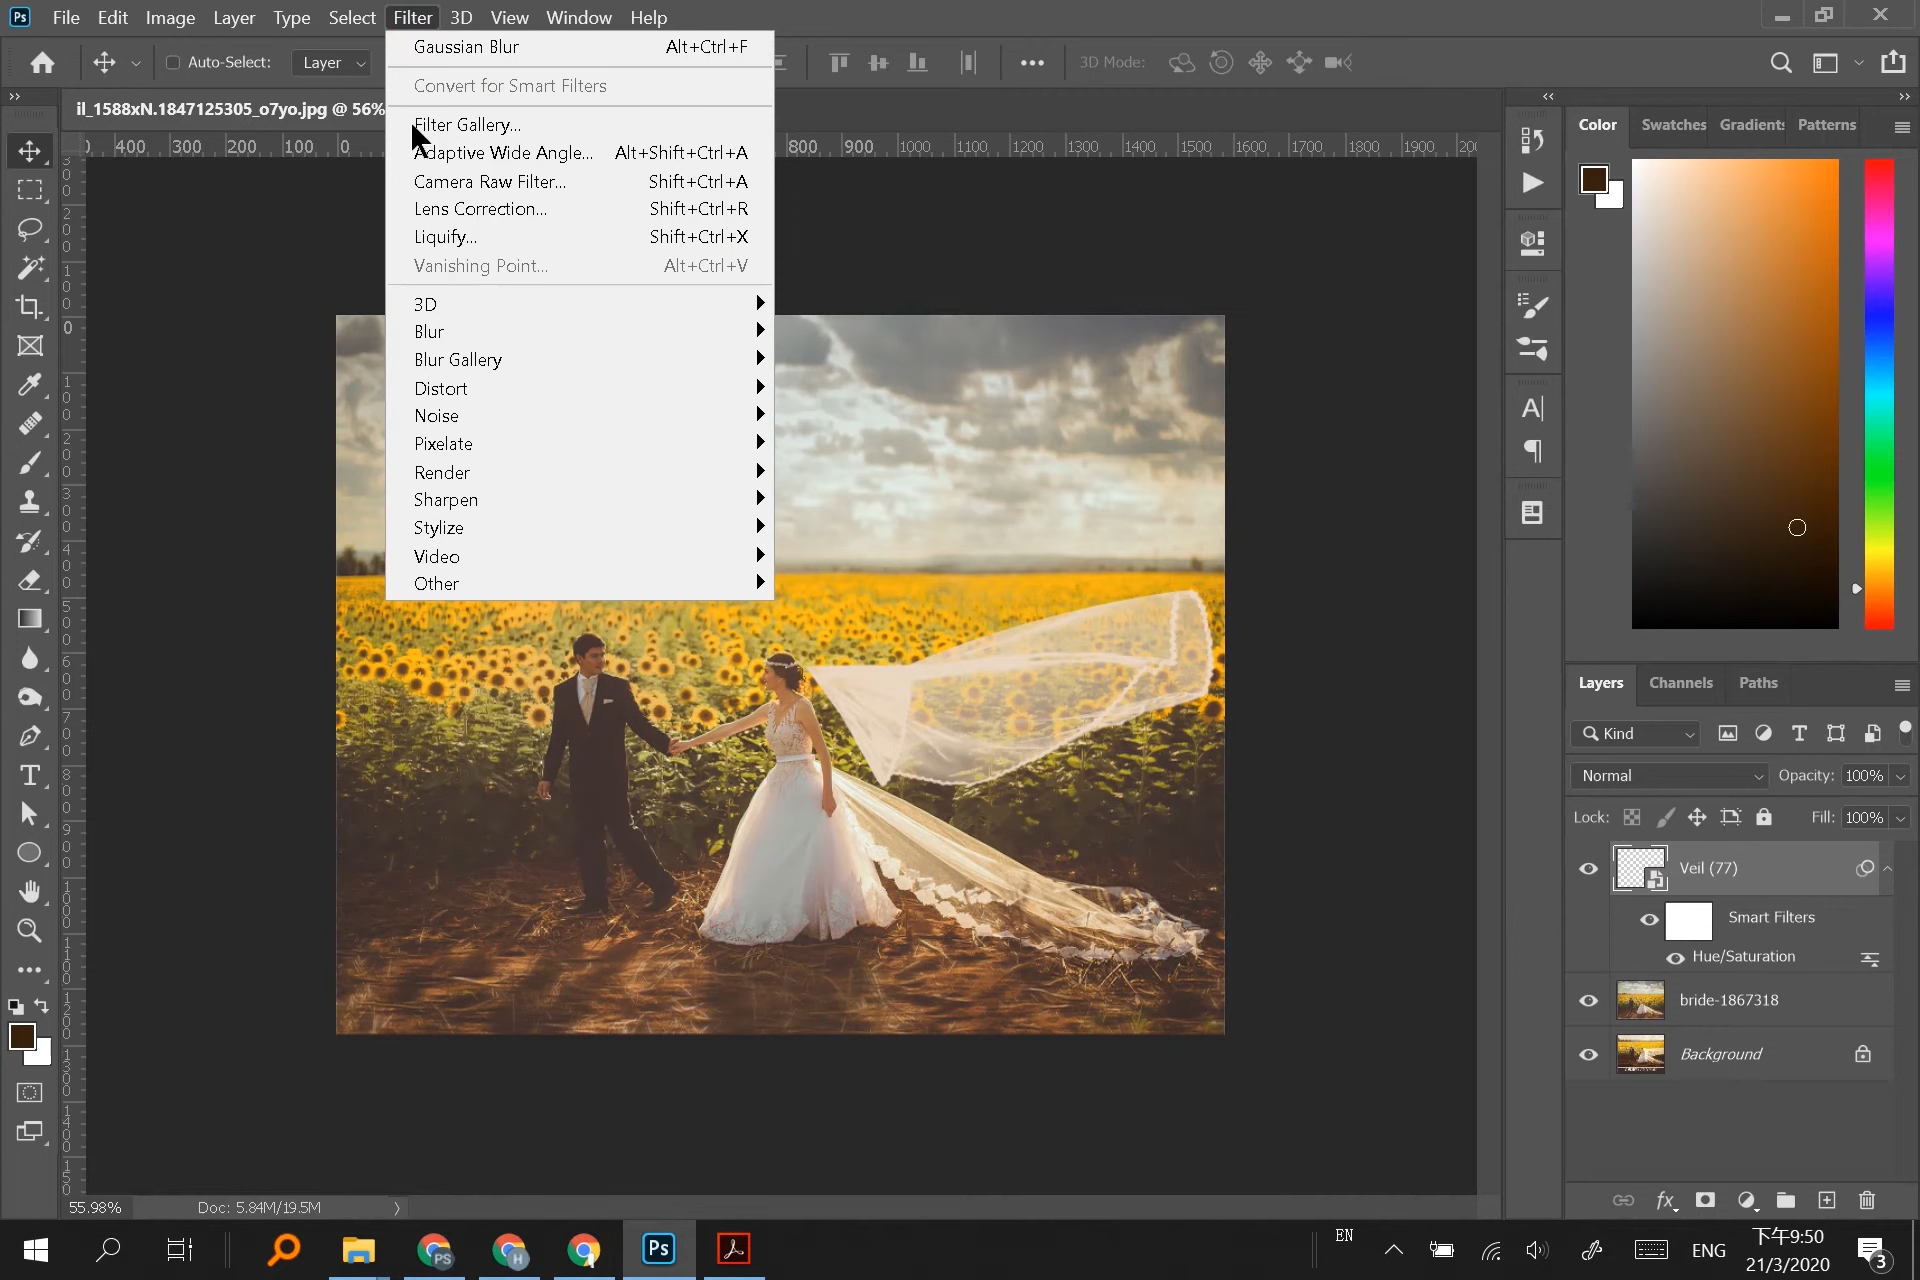 Ps File Edit Image Layer Type Select Filter 3D View Window Help
Auto-Select: Layer 3D Mode:
il_1588xN.1847125305_o7yo.jpg @ 56%
400 300 200 100 0 800 900 1000 1100 1200 1300 1400 1500 1600 1700 1800 1900
Gaussian Blur Alt+Ctrl+F
Convert for Smart Filters
Filter Gallery...
Adaptive Wide Angle... Alt+Shift+Ctrl+A
Camera Raw Filter... Shift+Ctrl+A
Lens Correction... Shift+Ctrl+R
Liquify... Shift+Ctrl+X
Vanishing Point... Alt+Ctrl+V
3D
Blur
Blur Gallery
Distort
Noise
Pixelate
Render
Sharpen
Stylize
Video
Other
Color Swatches Gradients Patterns
Layers Channels Paths
Kind
Normal Opacity: 100%
Lock: Fill: 100%
Veil (77)
Smart Filters
Hue/Saturation
bride-1867318
Background
fx
55.98% Doc: 5.84M/19.5M
EN
PS H Ps ENG
下午9:50
21/3/2020
3